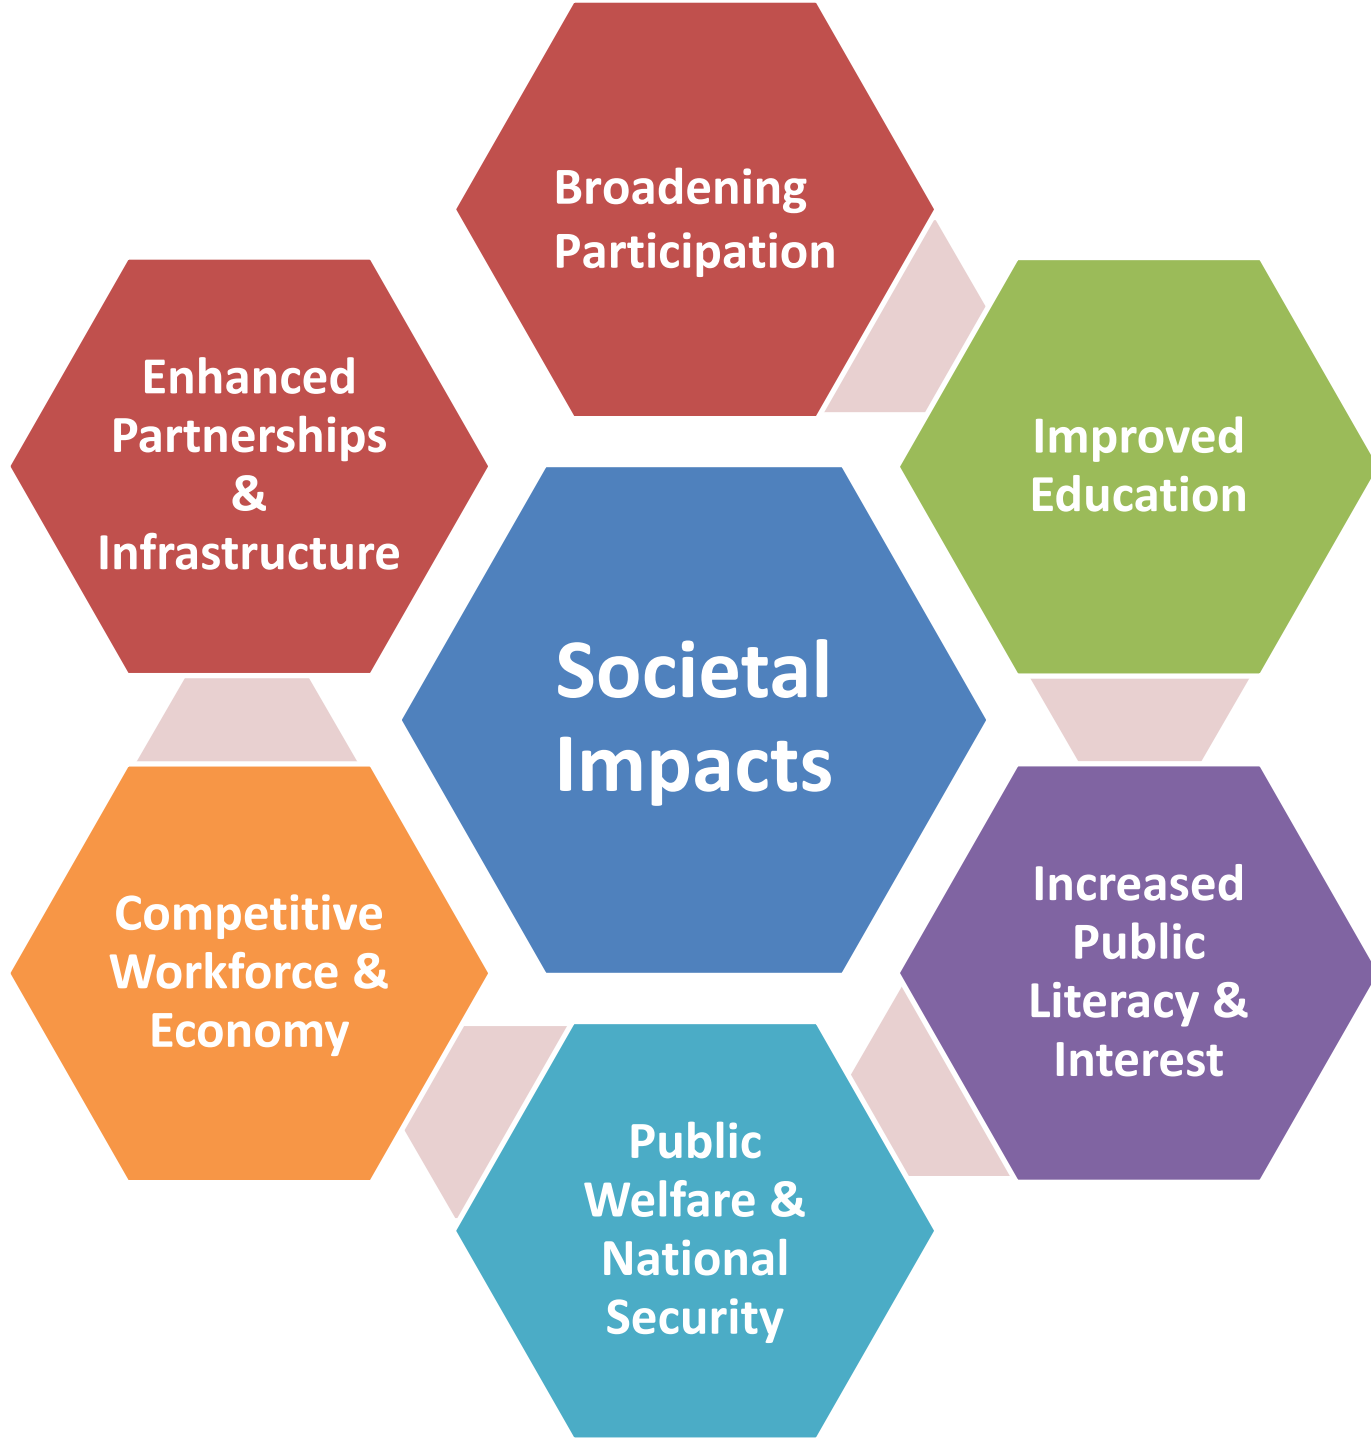 Broadening
Participation
Enhanced
Partnerships
&
Infrastructure
Improved
Education
Societal
Impacts
Competitive
Workforce &
Economy
Increased
Public
Literacy &
Interest
Public
Welfare &
National
Security